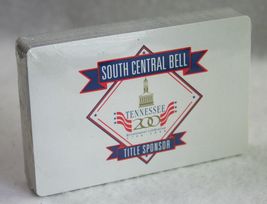 SOUTH CENTRAL BELL
TENNESSEE
200
TITLE SPONSOR